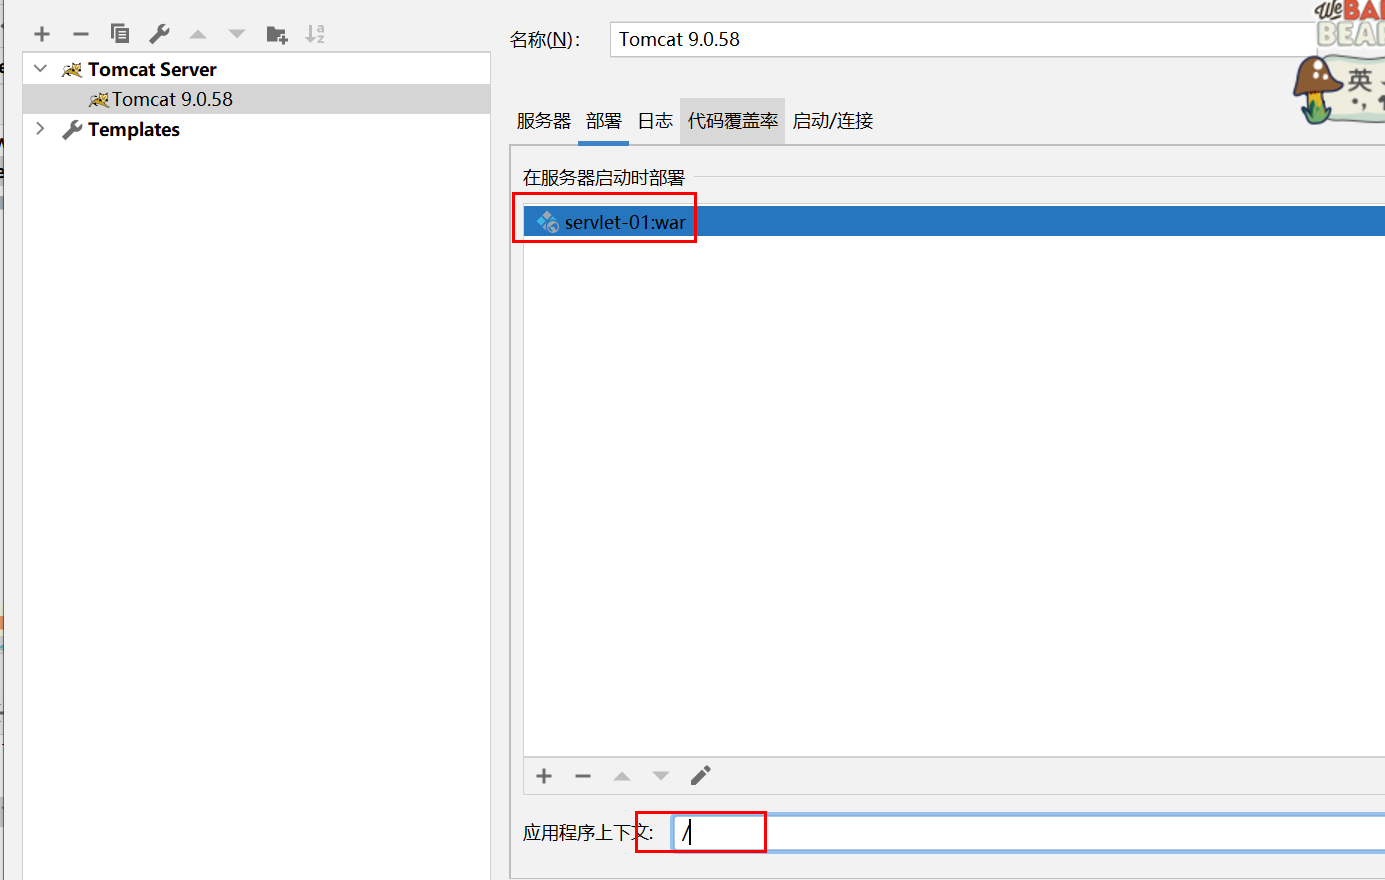 名称(N): Tomcat 9.0.58
Tomcat Server
Tomcat 9.0.58
Templates
服务器 部署 日志 代码覆盖率 启动/连接
在服务器启动时部署
servlet-01:war
应用程序上下文: /
We BA
BEA
英